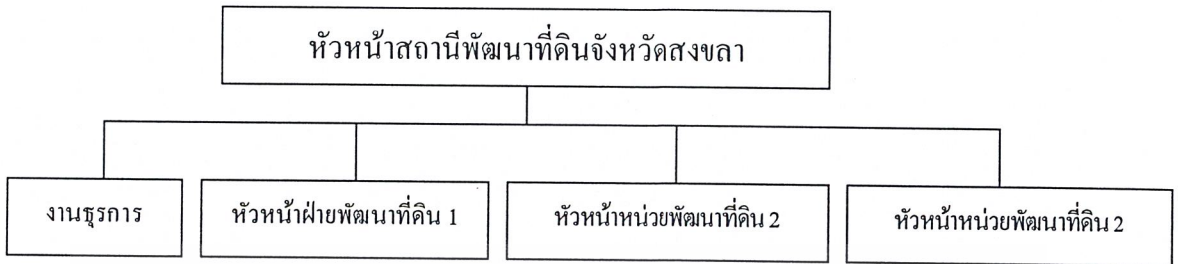 หัวหน้าสถานีพัฒนาที่ดินจังหวัดสงขลา
งานธุรการ
หัวหน้าฝ่ายพัฒนาที่ดิน 1
หัวหน้าหน่วยพัฒนาที่ดิน 2
หัวหน้าหน่วยพัฒนาที่ดิน 2